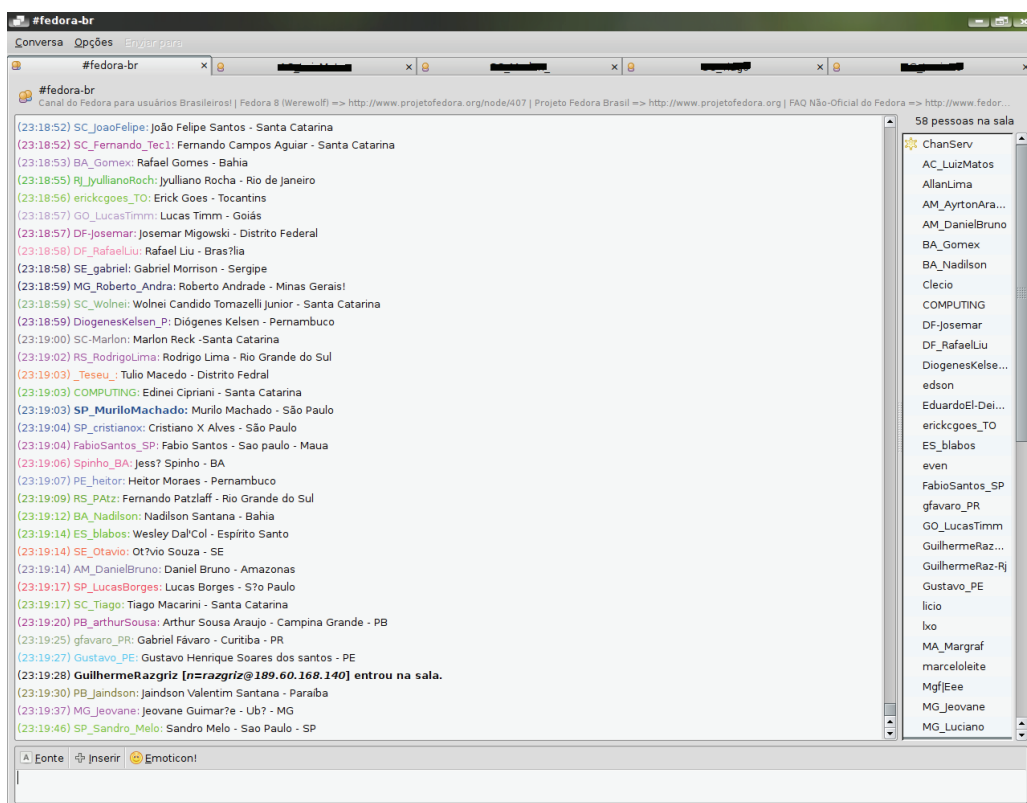 #fedora-br
Conversa Opções Enviar para
#fedora-br
#fedora-br
Canal do Fedora para usuários Brasileiros! | Fedora 8 (Werewolf) => http://www.projetofedora.org/node/407 | Projeto Fedora Brasil => http://www.projetofedora.org | FAQ Não-Oficial do Fedora => http://www.fedor...
(23:18:52) SC_JoaoFelipe: João Felipe Santos - Santa Catarina
(23:18:52) SC_Fernando_Tec1: Fernando Campos Aguiar - Santa Catarina
(23:18:53) BA_Gomex: Rafael Gomes - Bahia
(23:18:55) RJ_JyullianoRoch: Jyulliano Rocha - Rio de Janeiro
(23:18:56) erickcgoes_TO: Erick Goes - Tocantins
(23:18:57) GO_LucasTimm: Lucas Timm - Goiás
(23:18:57) DF-Josemar: Josemar Migowski - Distrito Federal
(23:18:58) DF_RafaelLiu: Rafael Liu - Bras?lia
(23:18:58) SE_gabriel: Gabriel Morrison - Sergipe
(23:18:59) MG_Roberto_Andra: Roberto Andrade - Minas Gerais!
(23:18:59) SC_Wolnei: Wolnei Candido Tomazelli Junior - Santa Catarina
(23:18:59) DiogenesKelsen_P: Diógenes Kelsen - Pernambuco
(23:19:00) SC-Marlon: Marlon Reck -Santa Catarina
(23:19:02) RS_RodrigoLima: Rodrigo Lima - Rio Grande do Sul
(23:19:03) _Teseu_: Tulio Macedo - Distrito Fedral
(23:19:03) COMPUTING: Edinei Cipriani - Santa Catarina
(23:19:03) SP_MuriloMachado: Murilo Machado - São Paulo
(23:19:04) SP_cristianox: Cristiano X Alves - São Paulo
(23:19:04) FabioSantos_SP: Fabio Santos - Sao paulo - Maua
(23:19:06) Spinho_BA: Jess? Spinho - BA
(23:19:07) PE_heitor: Heitor Moraes - Pernambuco
(23:19:09) RS_PAtz: Fernando Patzlaff - Rio Grande do Sul
(23:19:12) BA_Nadilson: Nadilson Santana - Bahia
(23:19:14) ES_blabos: Wesley Dal'Col - Espírito Santo
(23:19:14) SE_Otavio: Ot?vio Souza - SE
(23:19:14) AM_DanielBruno: Daniel Bruno - Amazonas
(23:19:17) SP_LucasBorges: Lucas Borges - S?o Paulo
(23:19:17) SC_Tiago: Tiago Macarini - Santa Catarina
(23:19:20) PB_arthurSousa: Arthur Sousa Araujo - Campina Grande - PB
(23:19:25) gfavaro_PR: Gabriel Fávaro - Curitiba - PR
(23:19:27) Gustavo_PE: Gustavo Henrique Soares dos santos - PE
(23:19:28) GuilhermeRazgriz [n=razgriz@189.60.168.140] entrou na sala.
(23:19:30) PB_Jaindson: Jaindson Valentim Santana - Paraíba
(23:19:37) MG_Jeovane: Jeovane Guimar?e - Ub? - MG
(23:19:46) SP_Sandro_Melo: Sandro Melo - Sao Paulo - SP
58 pessoas na sala
ChanServ
AC_LuizMatos
AllanLima
AM_AyrtonAra...
AM_DanielBruno
BA_Gomex
BA_Nadilson
Clecio
COMPUTING
DF-Josemar
DF_RafaelLiu
DiogenesKelse...
edson
EduardoEl-Dei...
erickcgoes_TO
ES_blabos
even
FabioSantos_SP
gfavaro_PR
GO_LucasTimm
GuilhermeRaz...
GuilhermeRaz-Rj
Gustavo_PE
licio
lxo
MA_Margraf
marceloleite
Mgf|Eee
MG_Jeovane
MG_Luciano
A Fonte Inserir Emoticon!